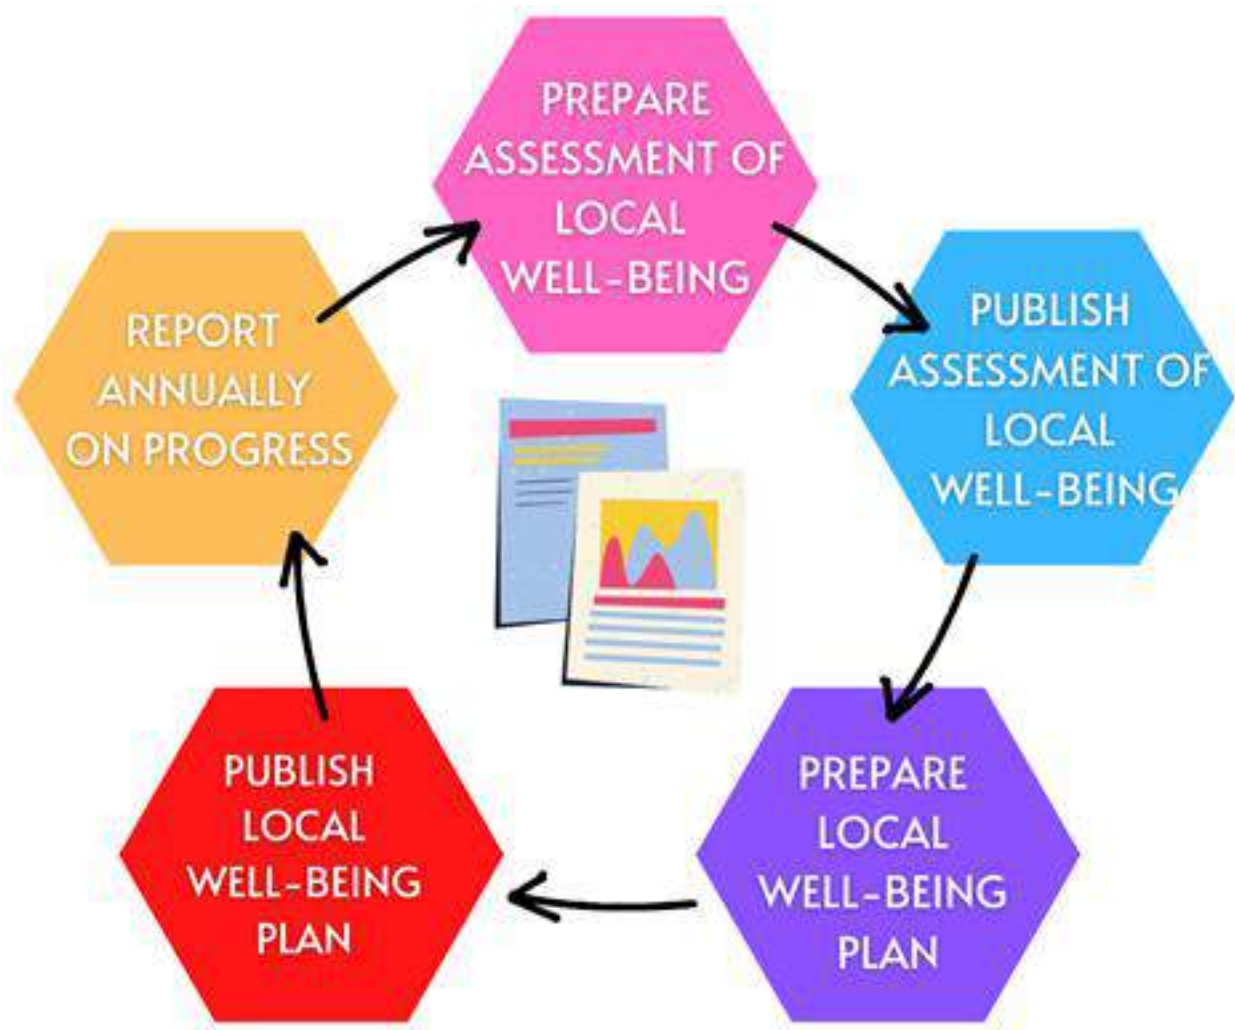 PREPARE
ASSESSMENT OF
LOCAL
WELL-BEING
PUBLISH
ASSESSMENT OF
LOCAL
WELL-BEING
PREPARE
LOCAL
WELL-BEING
PLAN
PUBLISH
LOCAL
WELL-BEING
PLAN
REPORT
ANNUALLY
ON PROGRESS